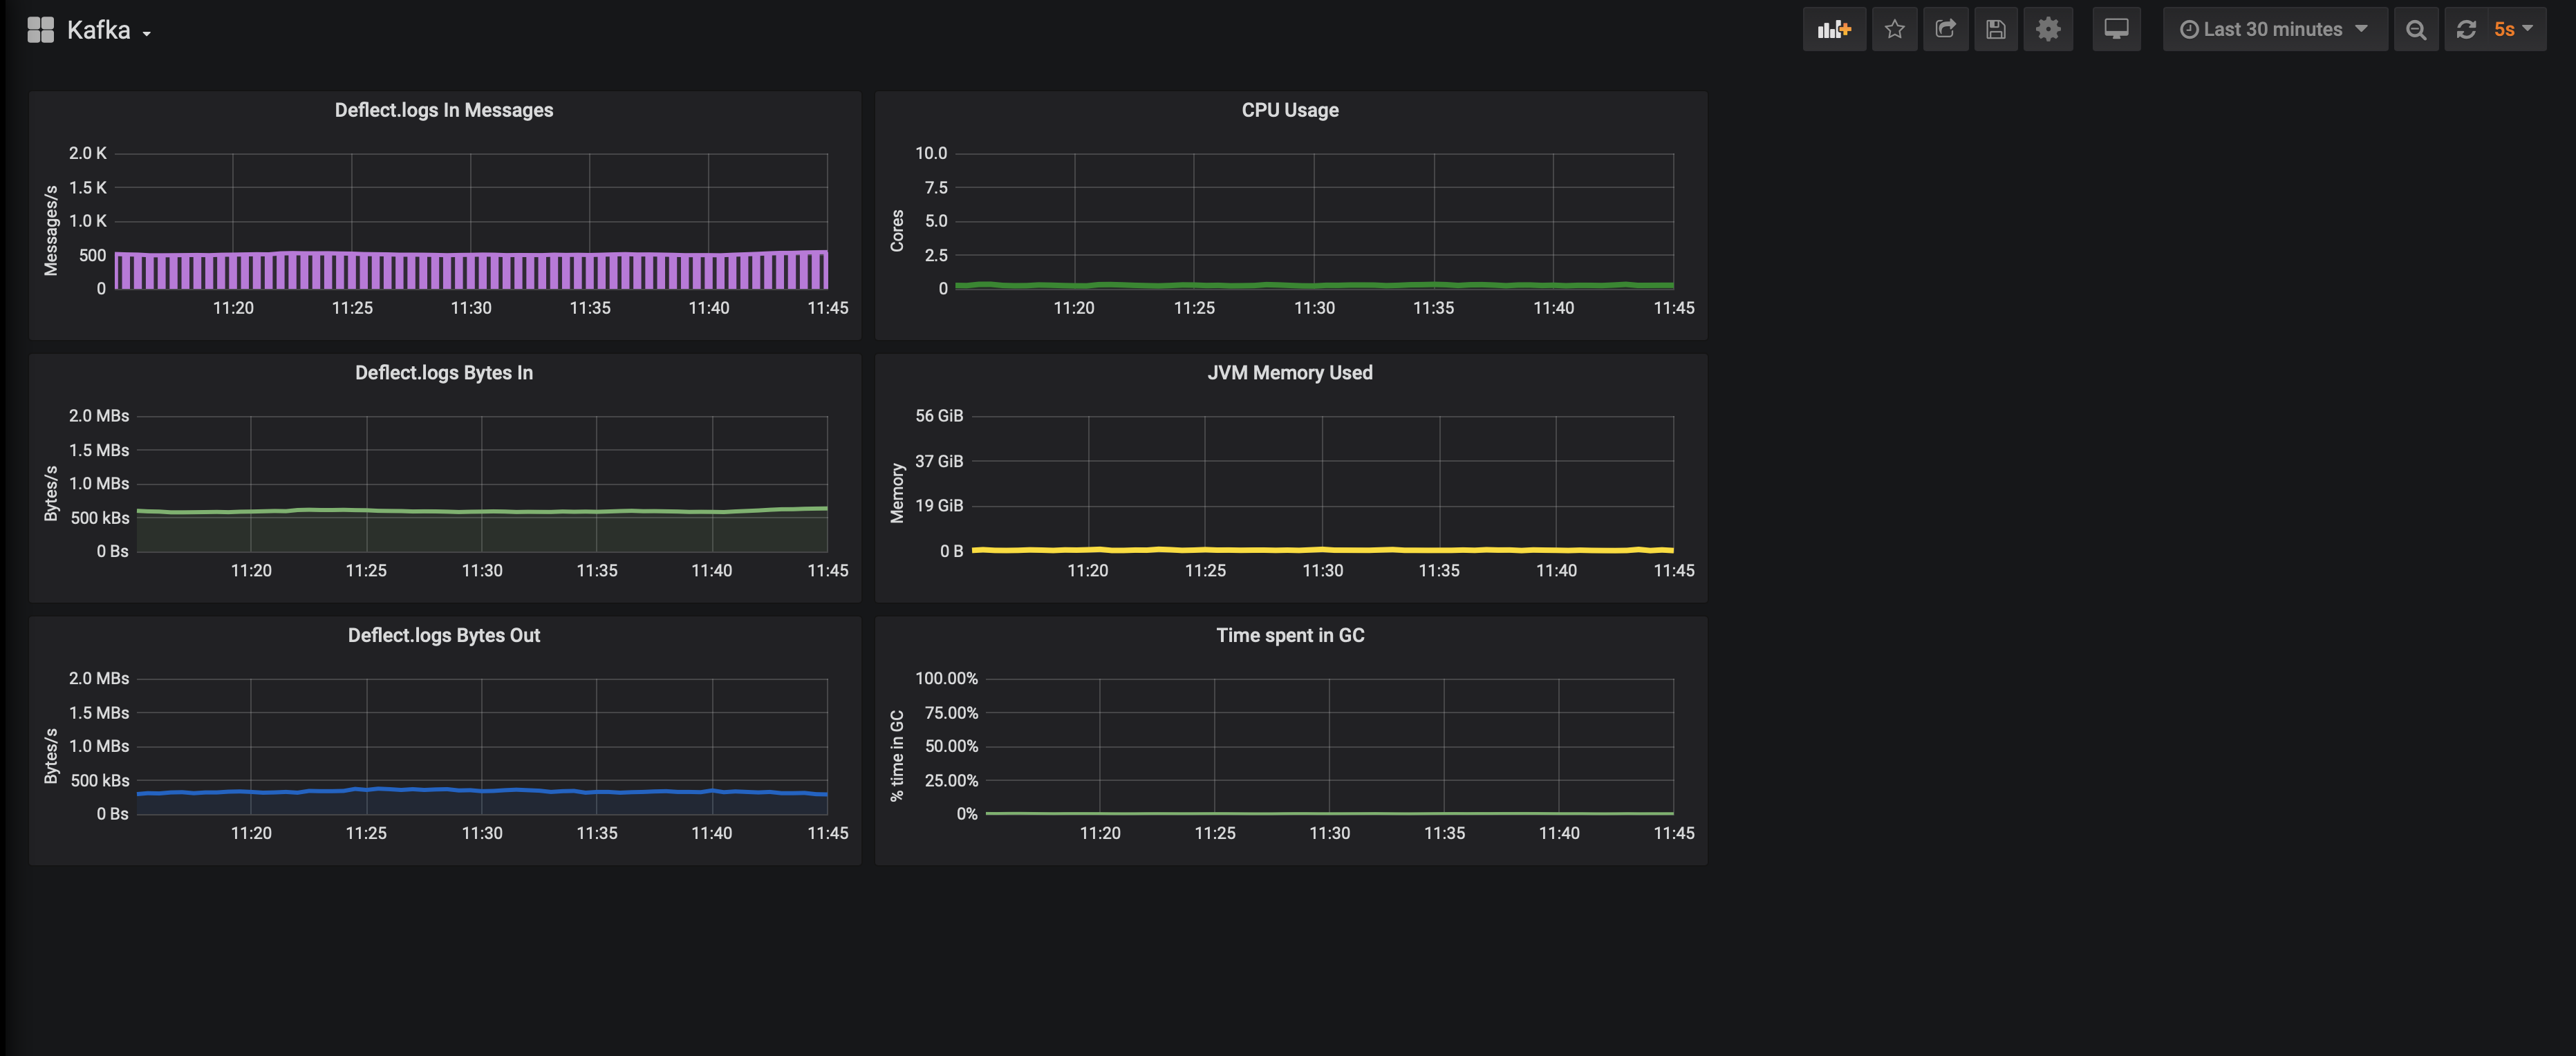 Kafka
Last 30 minutes
5s
Deflect.logs In Messages
Messages/s
2.0 K
1.5 K
1.0 K
500
0
11:20 11:25 11:30 11:35 11:40 11:45
CPU Usage
Cores
10.0
7.5
5.0
2.5
0
11:20 11:25 11:30 11:35 11:40 11:45
Deflect.logs Bytes In
Bytes/s
2.0 MBs
1.5 MBs
1.0 MBs
500 kBs
0 Bs
11:20 11:25 11:30 11:35 11:40 11:45
JVM Memory Used
Memory
56 GiB
37 GiB
19 GiB
0 B
11:20 11:25 11:30 11:35 11:40 11:45
Deflect.logs Bytes Out
Bytes/s
2.0 MBs
1.5 MBs
1.0 MBs
500 kBs
0 Bs
11:20 11:25 11:30 11:35 11:40 11:45
Time spent in GC
% time in GC
100.00%
75.00%
50.00%
25.00%
0%
11:20 11:25 11:30 11:35 11:40 11:45